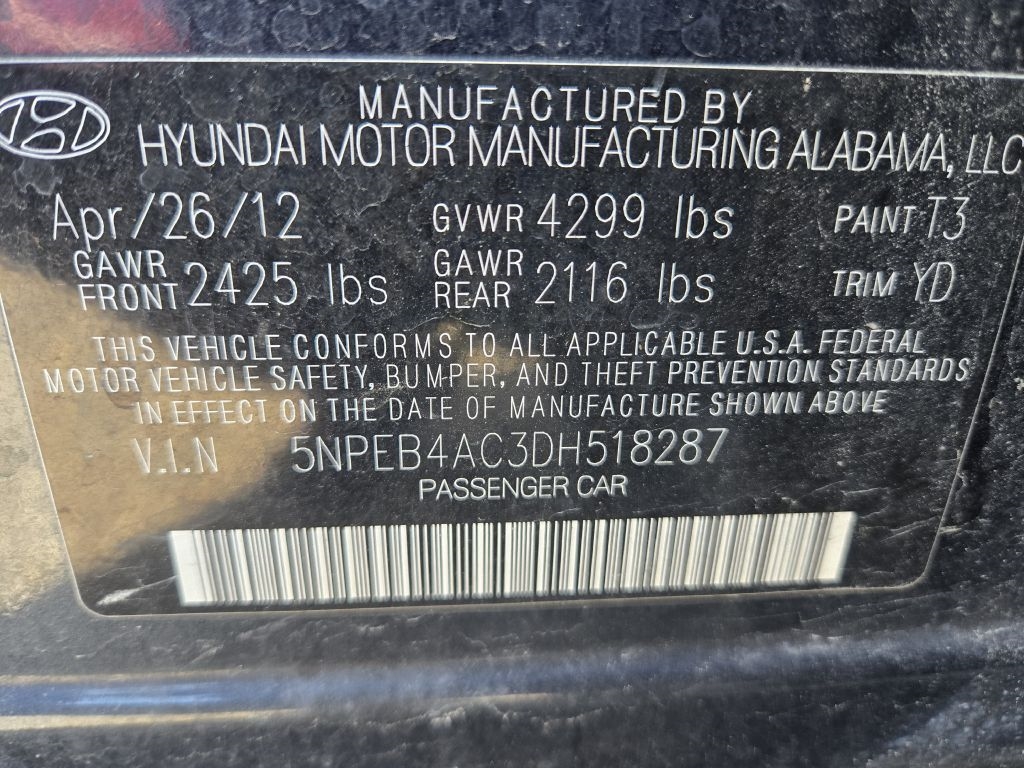 MANUFACTURED BY
HYUNDAI MOTOR MANUFACTURING ALABAMA, LLC
Apr/26/12 GVWR 4299 lbs PAINT T3
GAWR FRONT 2425 lbs GAWR REAR 2116 lbs TRIM YD
THIS VEHICLE CONFORMS TO ALL APPLICABLE U.S.A. FEDERAL
MOTOR VEHICLE SAFETY, BUMPER, AND THEFT PREVENTION STANDARDS
IN EFFECT ON THE DATE OF MANUFACTURE SHOWN ABOVE
V.I.N 5NPEB4AC3DH518287
PASSENGER CAR